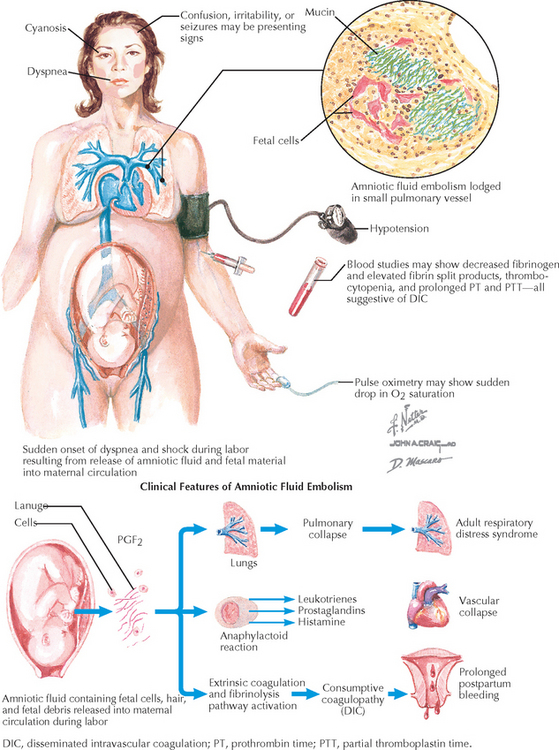 Cyanosis
Confusion, irritability, or
seizures may be presenting
signs
Dyspnea
Mucin
Fetal cells
Amniotic fluid embolism lodged
in small pulmonary vessel
Hypotension
Blood studies may show decreased fibrinogen
and elevated fibrin split products, thrombo-
cytopenia, and prolonged PT and PTT—all
suggestive of DIC
Pulse oximetry may show sudden
drop in O2 saturation
F. Netter M.D.
JOHN A. CRAIG—AD
D. Mascaro
Sudden onset of dyspnea and shock during labor
resulting from release of amniotic fluid and fetal material
into maternal circulation
Clinical Features of Amniotic Fluid Embolism
Lanugo
Cells
PGF2
Lungs
Pulmonary
collapse
Adult respiratory
distress syndrome
Leukotrienes
Prostaglandins
Histamine
Anaphylactoid
reaction
Vascular
collapse
Extrinsic coagulation
and fibrinolysis
pathway activation
Consumptive
coagulopathy
(DIC)
Prolonged
postpartum
bleeding
Amniotic fluid containing fetal cells, hair,
and fetal debris released into maternal
circulation during labor
DIC, disseminated intravascular coagulation; PT, prothrombin time; PTT, partial thromboplastin time.